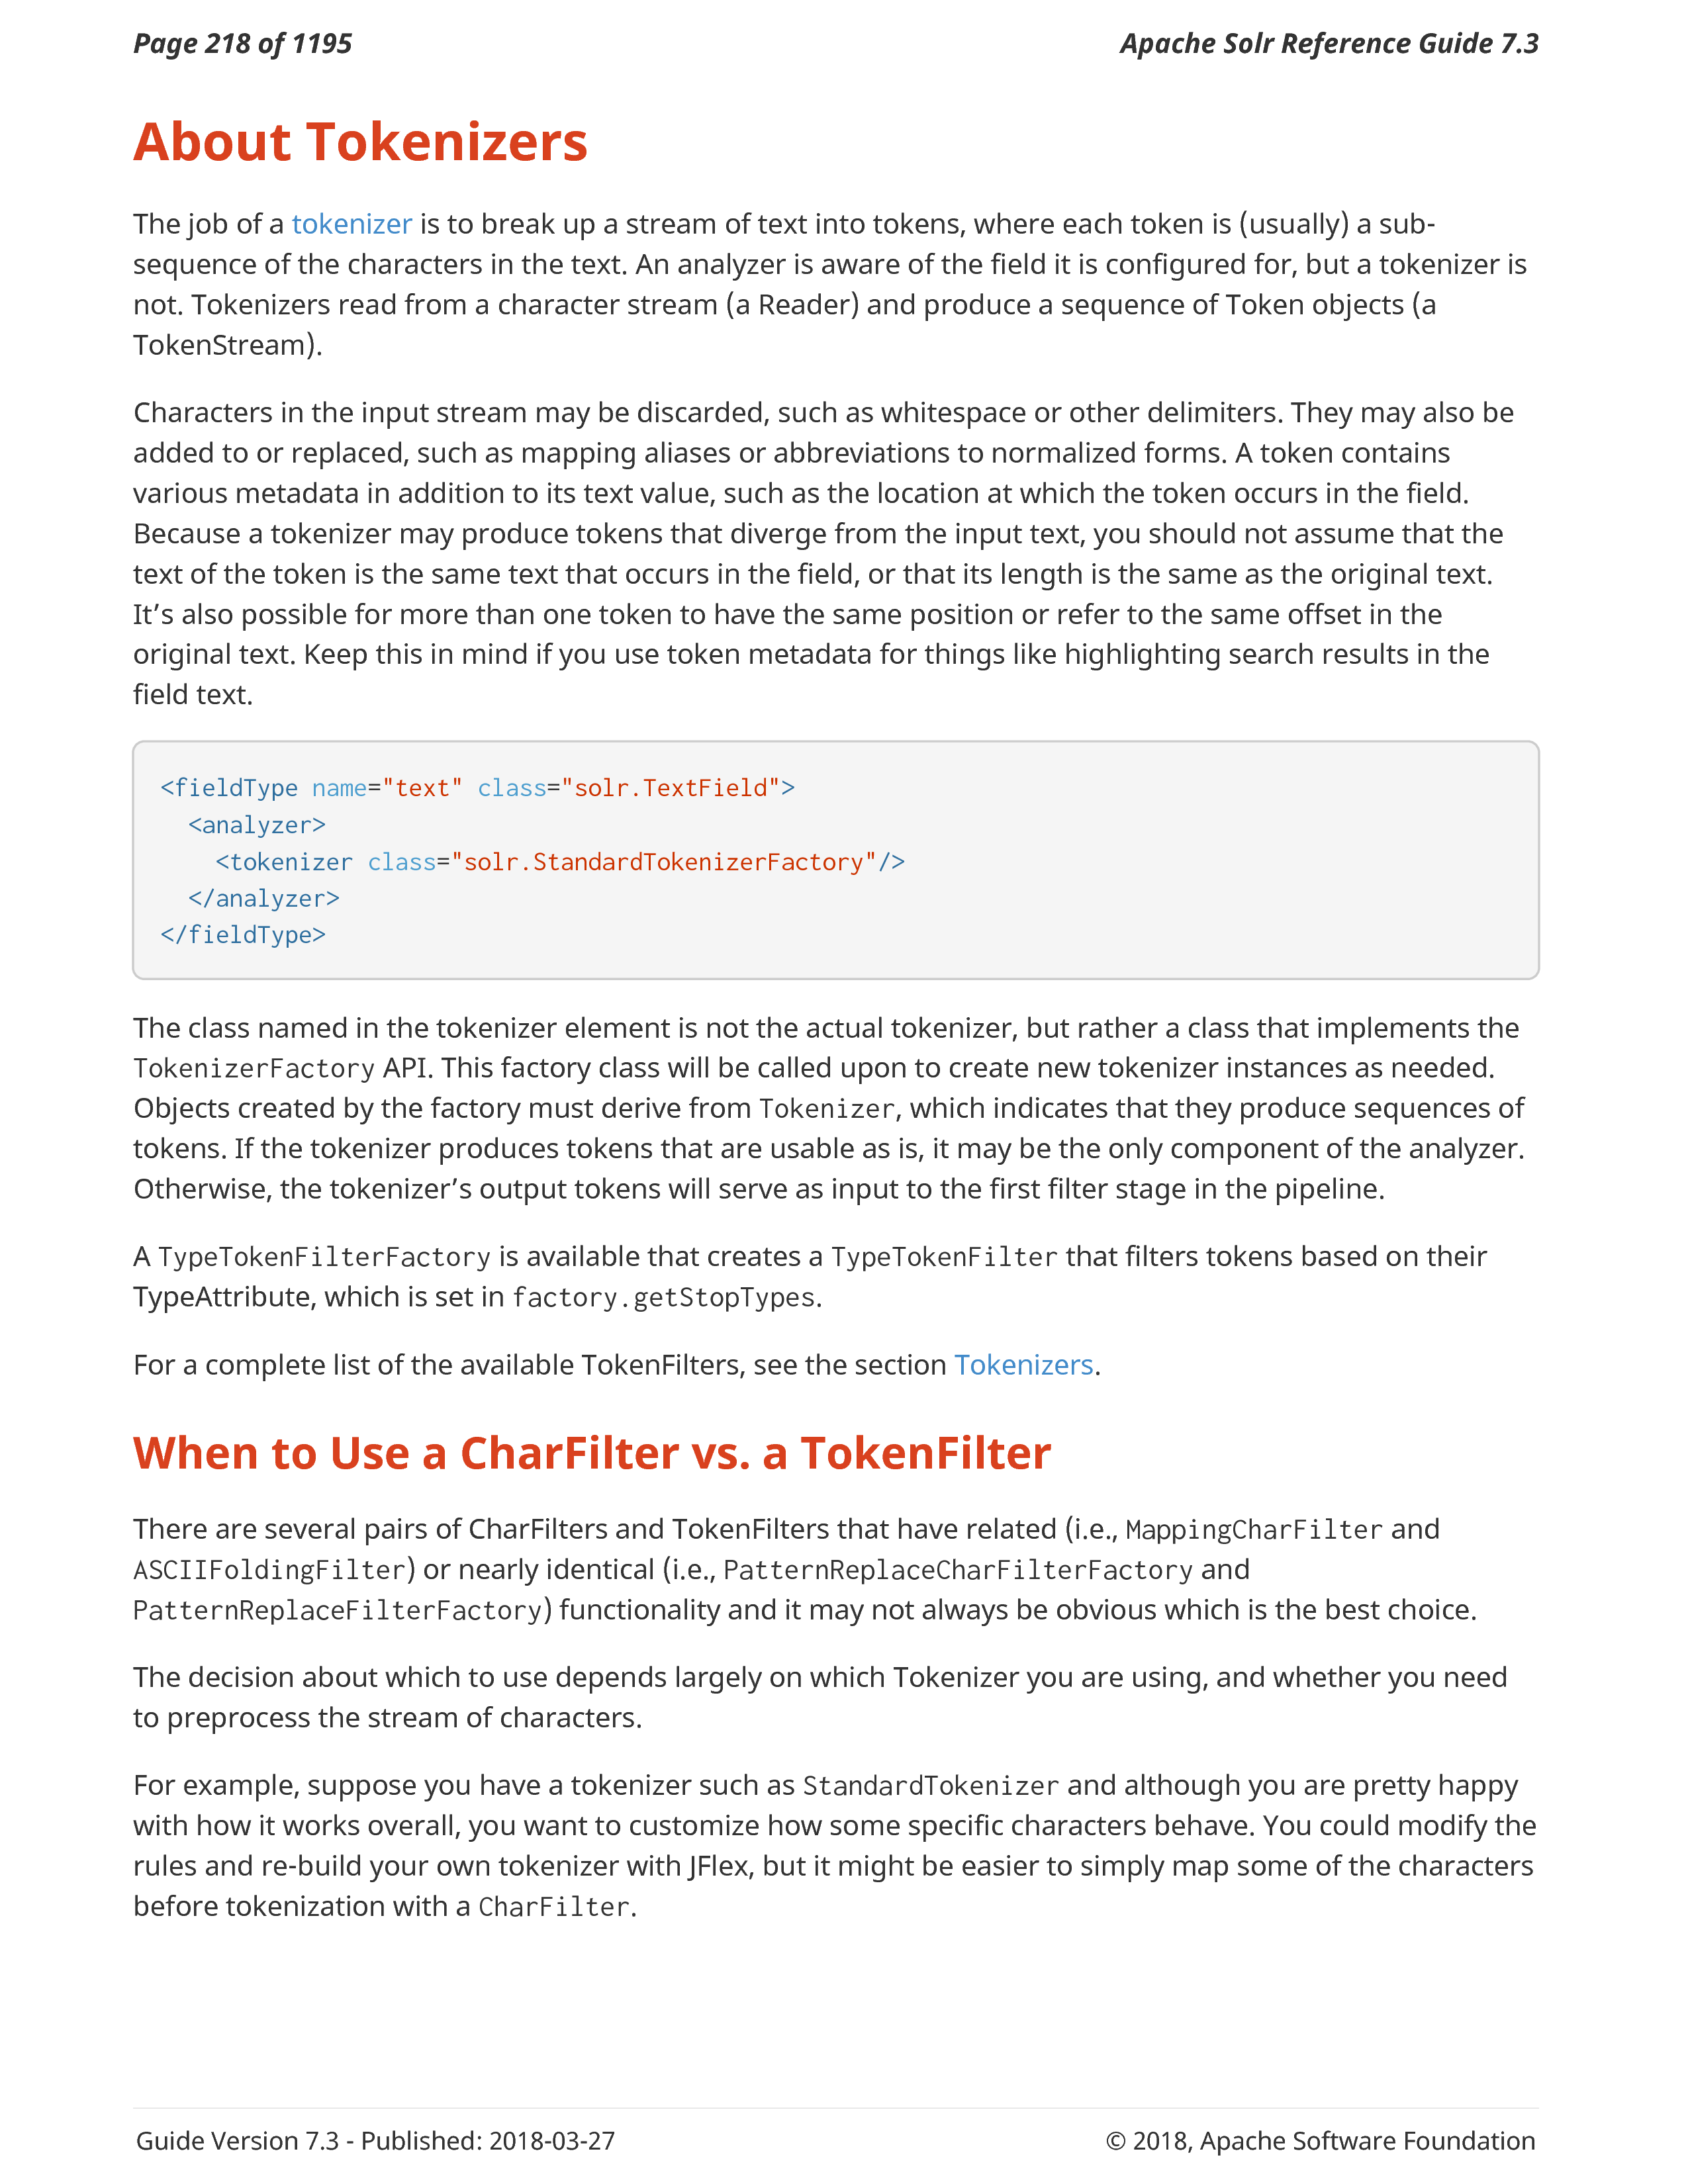 Page 218 of 1195
Apache Solr Reference Guide 7.3
About Tokenizers
The job of a tokenizer is to break up a stream of text into tokens, where each token is (usually) a sub-
sequence of the characters in the text. An analyzer is aware of the field it is configured for, but a tokenizer is
not. Tokenizers read from a character stream (a Reader) and produce a sequence of Token objects (a
TokenStream).
Characters in the input stream may be discarded, such as whitespace or other delimiters. They may also be
added to or replaced, such as mapping aliases or abbreviations to normalized forms. A token contains
various metadata in addition to its text value, such as the location at which the token occurs in the field.
Because a tokenizer may produce tokens that diverge from the input text, you should not assume that the
text of the token is the same text that occurs in the field, or that its length is the same as the original text.
It’s also possible for more than one token to have the same position or refer to the same offset in the
original text. Keep this in mind if you use token metadata for things like highlighting search results in the
field text.
<fieldType name="text" class="solr.TextField">
  <analyzer>
    <tokenizer class="solr.StandardTokenizerFactory"/>
  </analyzer>
</fieldType>
The class named in the tokenizer element is not the actual tokenizer, but rather a class that implements the
TokenizerFactory API. This factory class will be called upon to create new tokenizer instances as needed.
Objects created by the factory must derive from Tokenizer, which indicates that they produce sequences of
tokens. If the tokenizer produces tokens that are usable as is, it may be the only component of the analyzer.
Otherwise, the tokenizer’s output tokens will serve as input to the first filter stage in the pipeline.
A TypeTokenFilterFactory is available that creates a TypeTokenFilter that filters tokens based on their
TypeAttribute, which is set in factory.getStopTypes.
For a complete list of the available TokenFilters, see the section Tokenizers.
When to Use a CharFilter vs. a TokenFilter
There are several pairs of CharFilters and TokenFilters that have related (i.e., MappingCharFilter and
ASCIIFoldingFilter) or nearly identical (i.e., PatternReplaceCharFilterFactory and
PatternReplaceFilterFactory) functionality and it may not always be obvious which is the best choice.
The decision about which to use depends largely on which Tokenizer you are using, and whether you need
to preprocess the stream of characters.
For example, suppose you have a tokenizer such as StandardTokenizer and although you are pretty happy
with how it works overall, you want to customize how some specific characters behave. You could modify the
rules and re-build your own tokenizer with JFlex, but it might be easier to simply map some of the characters
before tokenization with a CharFilter.
Guide Version 7.3 - Published: 2018-03-27
© 2018, Apache Software Foundation